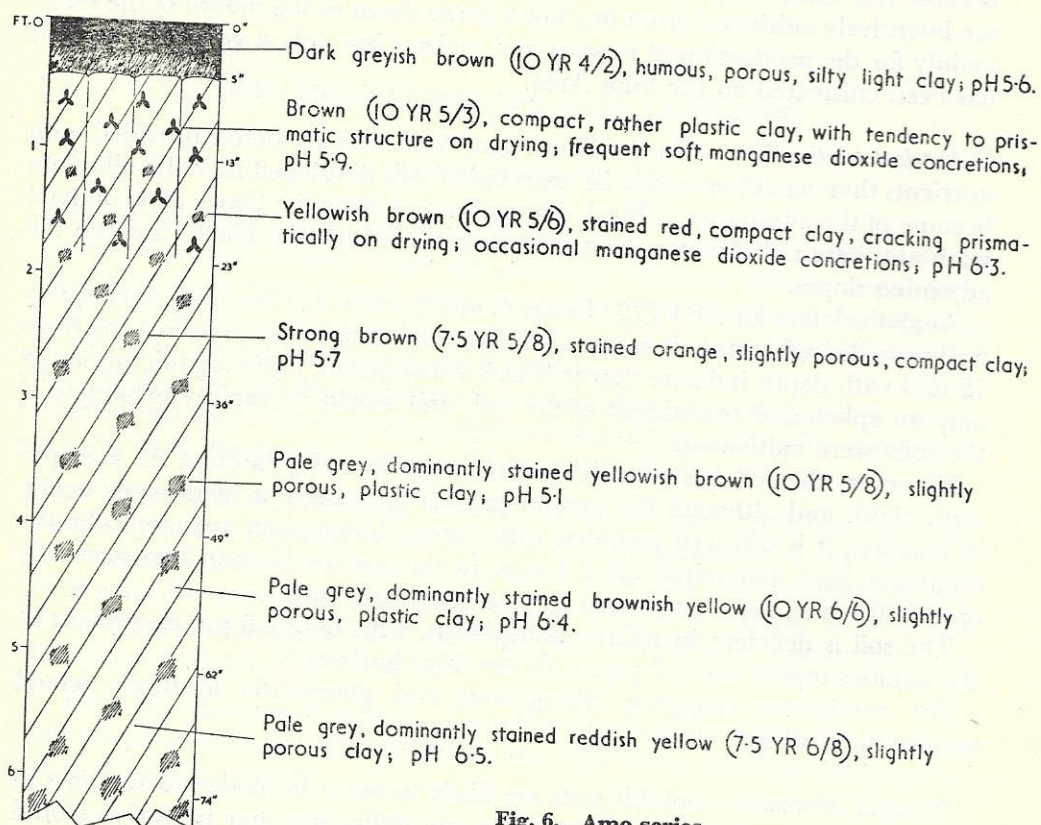 FT.0
0"
Dark greyish brown (10 YR 4/2), humous, porous, silty light clay; pH 5·6.
5"
Brown (10 YR 5/3), compact, rather plastic clay, with tendency to pris-
1
matic structure on drying; frequent soft manganese dioxide concretions,
13"
pH 5·9.
Yellowish brown (10 YR 5/6), stained red, compact clay, cracking prisma-
tically on drying; occasional manganese dioxide concretions; pH 6·3.
2
23"
Strong brown (7·5 YR 5/8), stained orange, slightly porous, compact clay;
pH 5·7
3
36"
Pale grey, dominantly stained yellowish brown (10 YR 5/8), slightly
porous, plastic clay; pH 5·1
4
49"
Pale grey, dominantly stained brownish yellow (10 YR 6/6), slightly
porous, plastic clay; pH 6·4.
5
62"
Pale grey, dominantly stained reddish yellow (7·5 YR 6/8), slightly
porous clay; pH 6·5.
6
74"
Fig. 6. Amo series